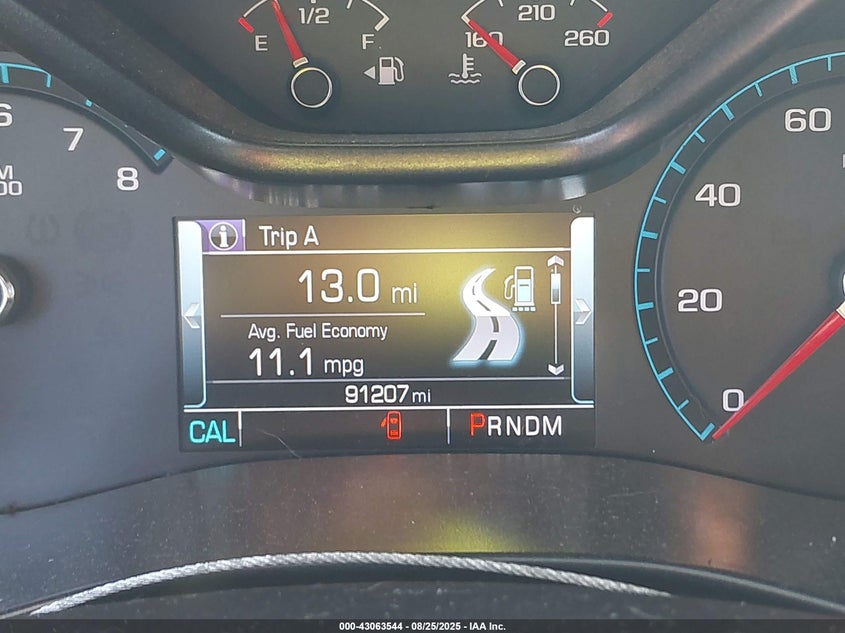 1/2
E
F
210
160
260
6
7
8
60
40
20
0
Trip A
13.0 mi
Avg. Fuel Economy
11.1 mpg
91207 mi
CAL
PRNDM
000-43063544 - 08/25/2025 - IAA Inc.